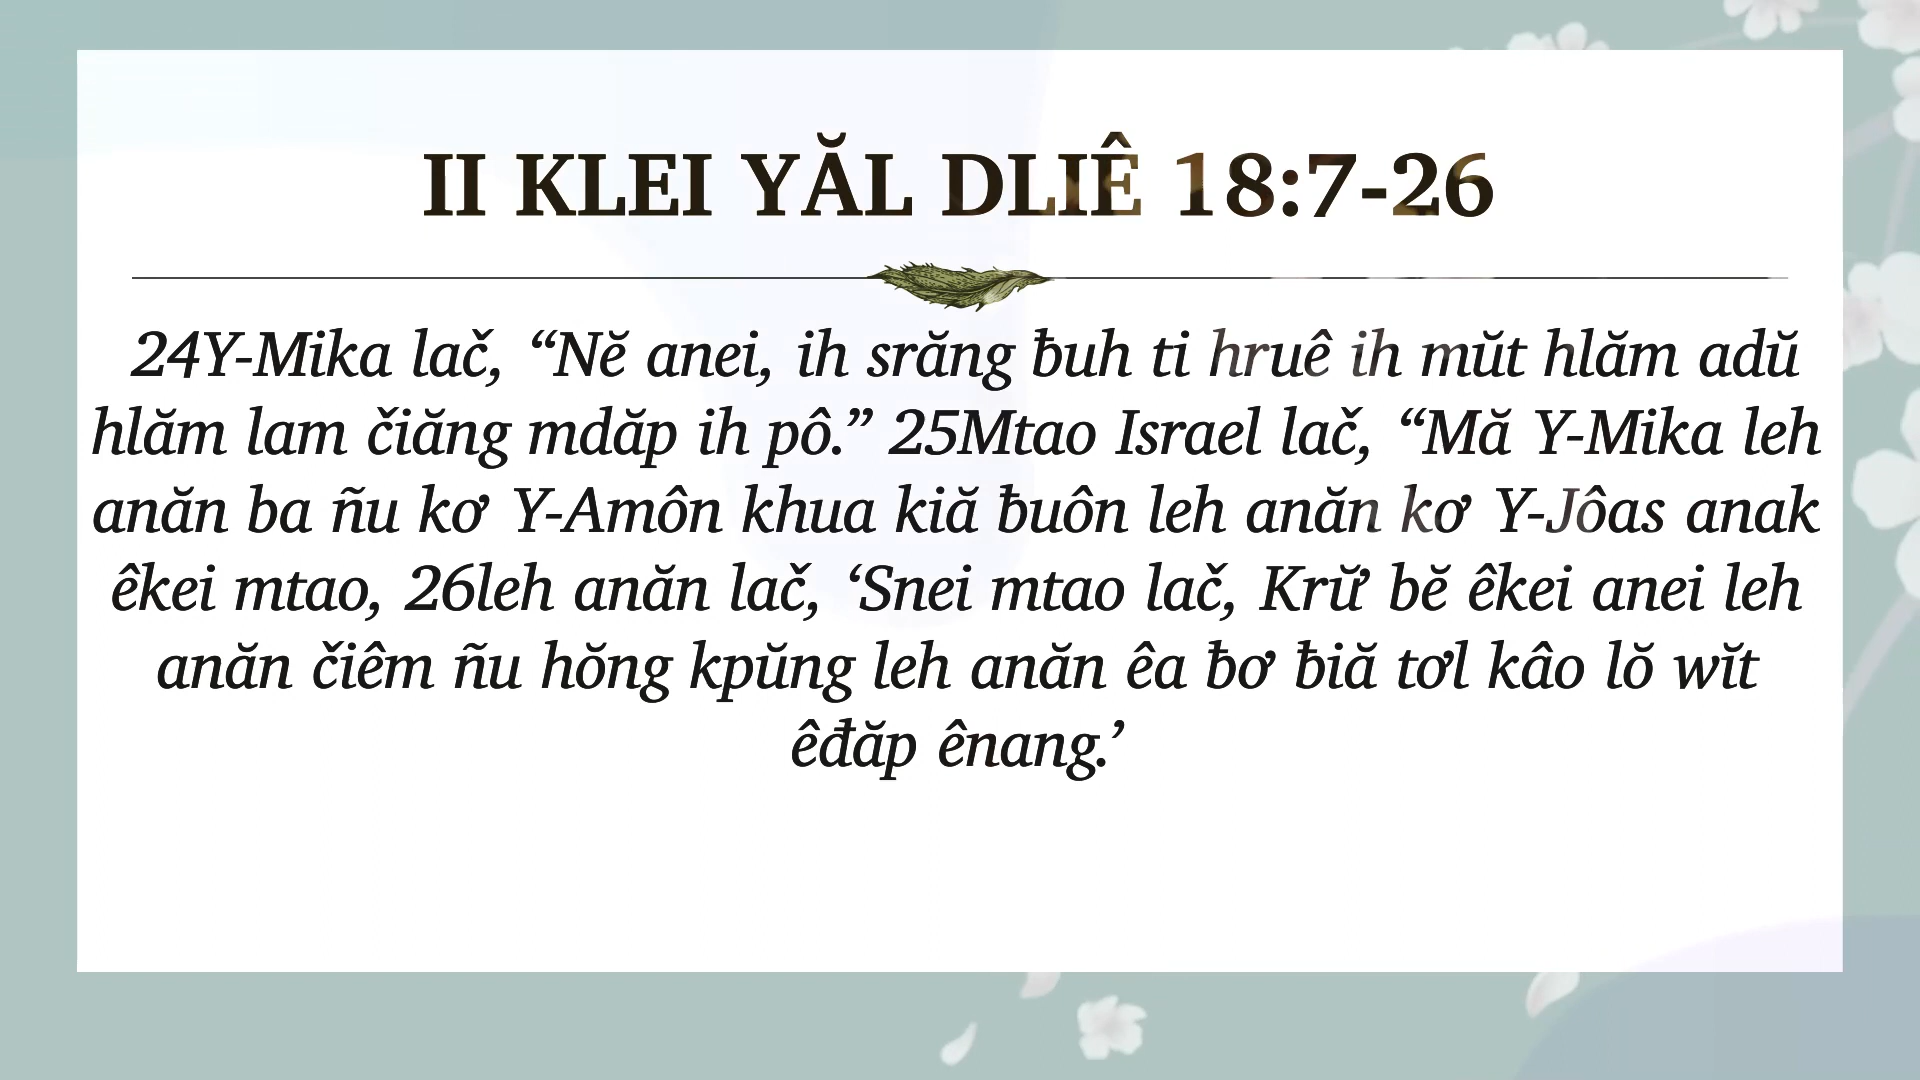 II KLEI YĂL DLIÊ 18:7-26
24Y-Mika lač, “Nĕ anei, ih srăng ƀuh ti hruê ih mŭt hlăm adŭ
hlăm lam čiăng mdăp ih pô.” 25Mtao Israel lač, “Mă Y-Mika leh
anăn ba ñu kơ Y-Amôn khua kiă ƀuôn leh anăn kơ Y-Jôas anak
êkei mtao, 26leh anăn lač, ‘Snei mtao lač, Krư̆ bĕ êkei anei leh
anăn čiêm ñu hŏng kpŭng leh anăn êa ƀơ ƀiă tơl kâo lŏ wĭt
êđăp ênang.’